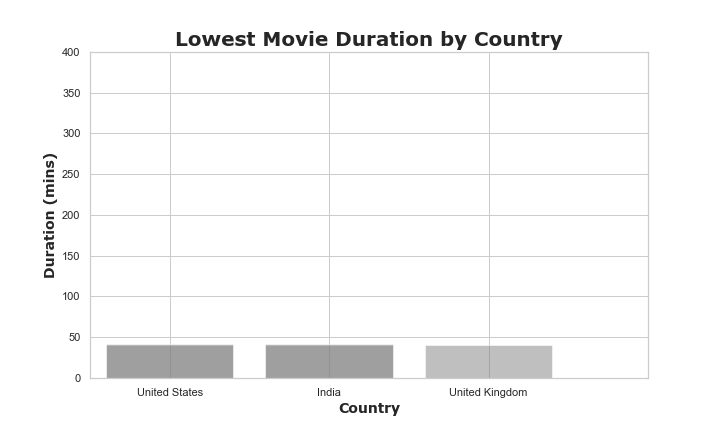 Lowest Movie Duration by Country
Duration (mins)
400
350
300
250
200
150
100
50
0
United States India United Kingdom
Country